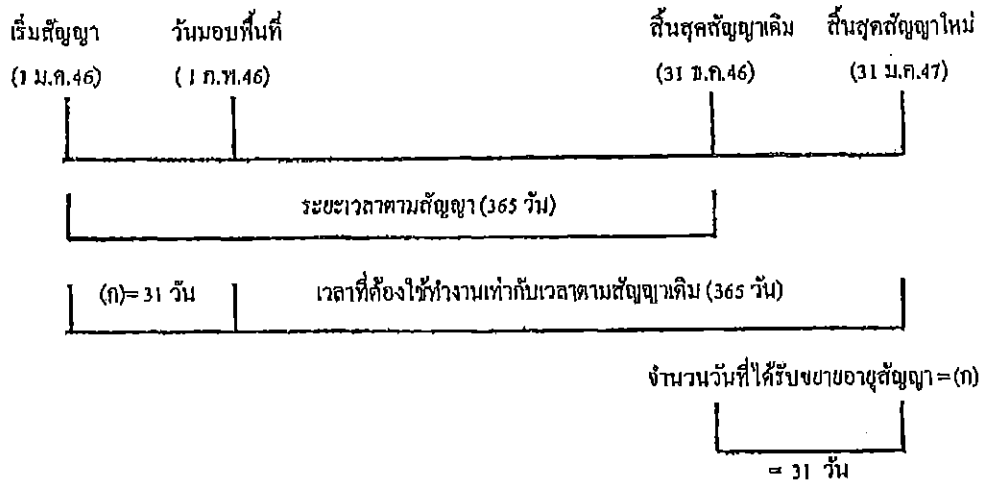 เริ่มสัญญา วันมอบพื้นที่ สิ้นสุดสัญญาเดิม สิ้นสุดสัญญาใหม่
(1 ม.ค.46) (1 ก.พ.46) (31 ธ.ค.46) (31 ม.ค.47)
ระยะเวลาตามสัญญา (365 วัน)
(ก)= 31 วัน เวลาที่ต้องใช้ทำงานเท่ากับเวลาตามสัญญาเดิม (365 วัน)
จำนวนวันที่ได้รับขยายอายุสัญญา =(ก)
= 31 วัน